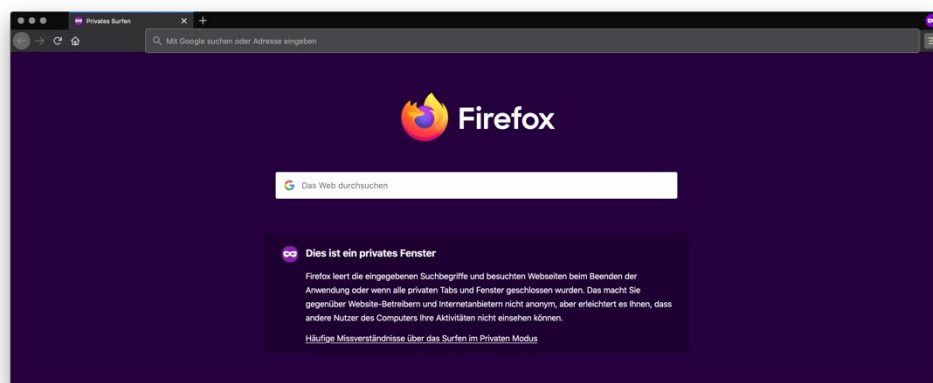 Privates Surfen
Mit Google suchen oder Adresse eingeben
Firefox
Das Web durchsuchen
Dies ist ein privates Fenster
Firefox leert die eingegebenen Suchbegriffe und besuchten Webseiten beim Beenden der
Anwendung oder wenn alle privaten Tabs und Fenster geschlossen wurden. Das macht Sie
gegenüber Website-Betreibern und Internetanbietern nicht anonym, aber erleichtert es Ihnen, dass
andere Nutzer des Computers Ihre Aktivitäten nicht einsehen können.
Häufige Missverständnisse über das Surfen im Privaten Modus